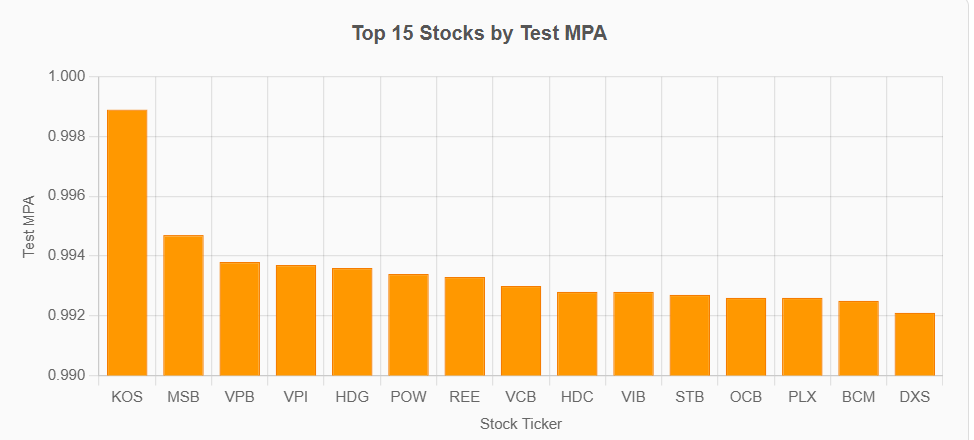 Top 15 Stocks by Test MPA
1.000
0.998
0.996
0.994
0.992
0.990
Test MPA
KOS MSB VPB VPI HDG POW REE VCB HDC VIB STB OCB PLX BCM DXS
Stock Ticker